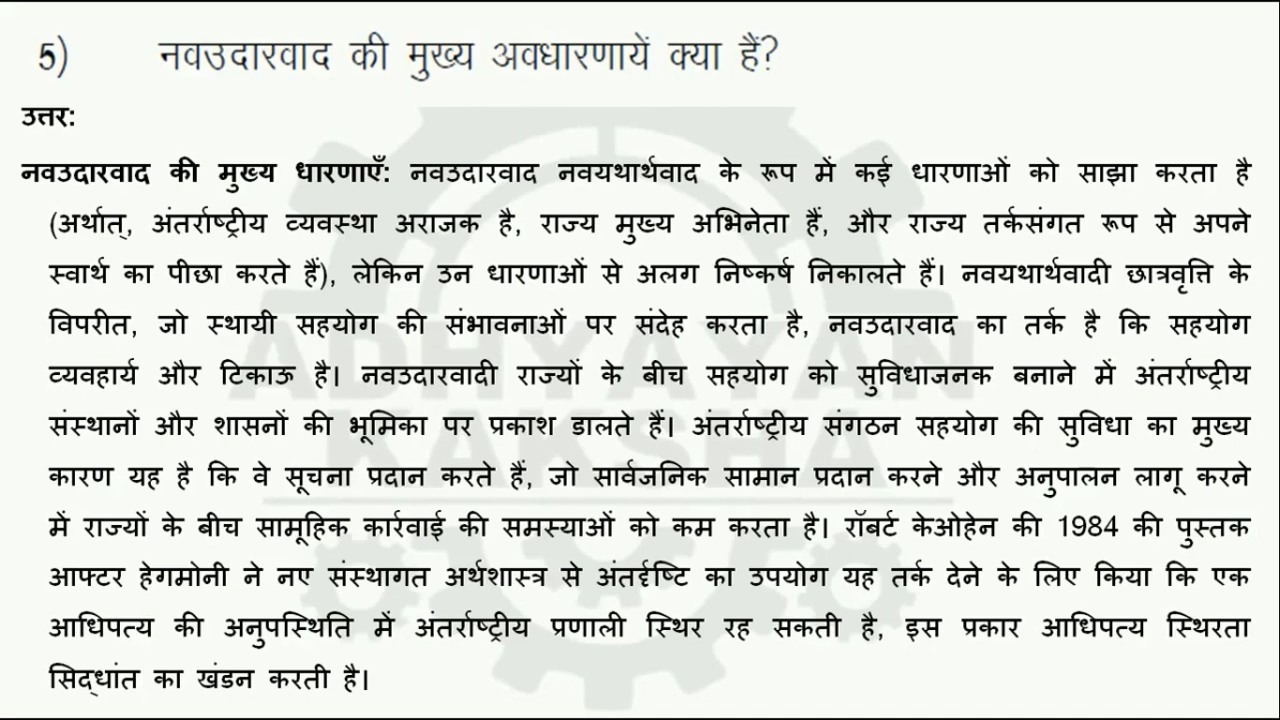 5) नवउदारवाद की मुख्य अवधारणायें क्या हैं?
उत्तर:
नवउदारवाद की मुख्य धारणाएँ: नवउदारवाद नवयथार्थवाद के रूप में कई धारणाओं को साझा करता है
(अर्थात्, अंतर्राष्ट्रीय व्यवस्था अराजक है, राज्य मुख्य अभिनेता हैं, और राज्य तर्कसंगत रूप से अपने
स्वार्थ का पीछा करते हैं), लेकिन उन धारणाओं से अलग निष्कर्ष निकालते हैं। नवयथार्थवादी छात्रवृत्ति के
विपरीत, जो स्थायी सहयोग की संभावनाओं पर संदेह करता है, नवउदारवाद का तर्क है कि सहयोग
व्यवहार्य और टिकाऊ है। नवउदारवादी राज्यों के बीच सहयोग को सुविधाजनक बनाने में अंतर्राष्ट्रीय
संस्थानों और शासनों की भूमिका पर प्रकाश डालते हैं। अंतर्राष्ट्रीय संगठन सहयोग की सुविधा का मुख्य
कारण यह है कि वे सूचना प्रदान करते हैं, जो सार्वजनिक सामान प्रदान करने और अनुपालन लागू करने
में राज्यों के बीच सामूहिक कार्रवाई की समस्याओं को कम करता है। रॉबर्ट केओहेन की 1984 की पुस्तक
आफ्टर हेगमोनी ने नए संस्थागत अर्थशास्त्र से अंतर्दृष्टि का उपयोग यह तर्क देने के लिए किया कि एक
आधिपत्य की अनुपस्थिति में अंतर्राष्ट्रीय प्रणाली स्थिर रह सकती है, इस प्रकार आधिपत्य स्थिरता
सिद्धांत का खंडन करती है।
ADHYAYAN
KAKSHA